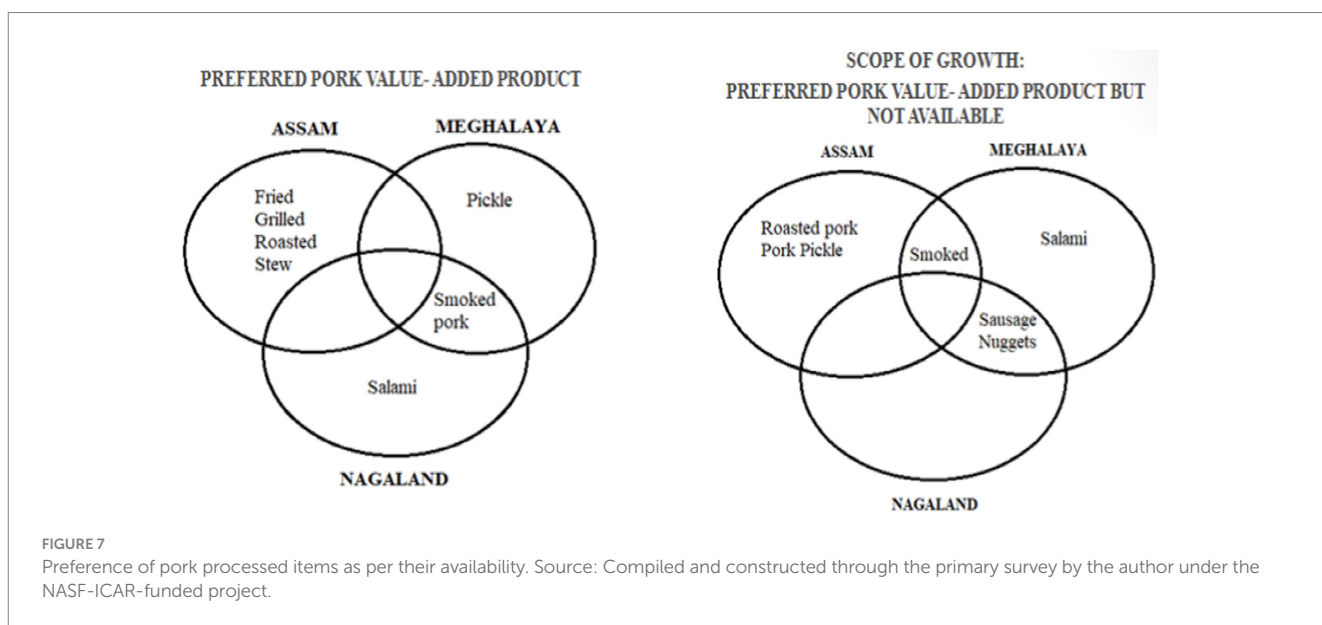 PREFERRED PORK VALUE- ADDED PRODUCT
ASSAM
MEGHALAYA
Fried
Grilled
Roasted
Stew
Pickle
Smoked
pork
Salami
NAGALAND
SCOPE OF GROWTH:
PREFERRED PORK VALUE- ADDED PRODUCT BUT
NOT AVAILABLE
ASSAM
MEGHALAYA
Roasted pork
Pork Pickle
Smoked
Salami
Sausage
Nuggets
NAGALAND
FIGURE 7
Preference of pork processed items as per their availability. Source: Compiled and constructed through the primary survey by the author under the
NASF-ICAR-funded project.